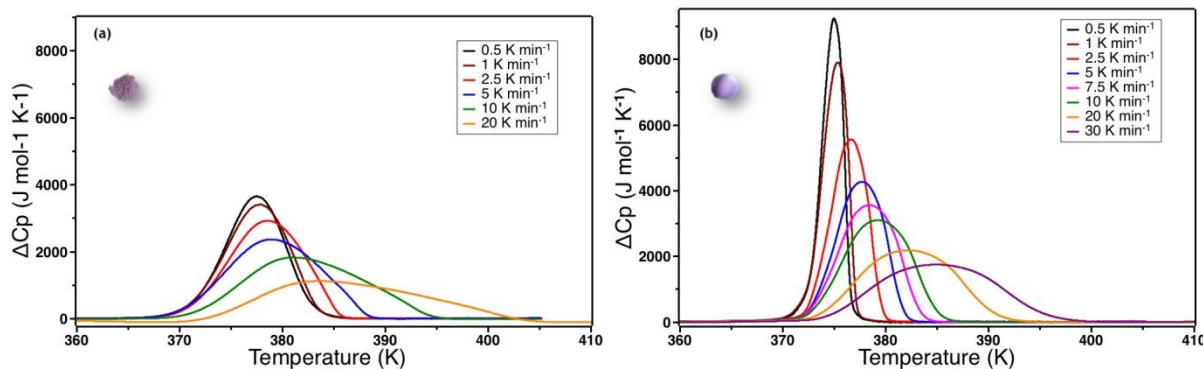 (a)
ΔCp (J mol-1 K-1)
8000
6000
4000
2000
0
360
370
380
390
400
410
Temperature (K)
0.5 K min⁻¹
1 K min⁻¹
2.5 K min⁻¹
5 K min⁻¹
10 K min⁻¹
20 K min⁻¹
(b)
ΔCp (J mol⁻¹ K⁻¹)
8000
6000
4000
2000
0
360
370
380
390
400
410
Temperature (K)
0.5 K min⁻¹
1 K min⁻¹
2.5 K min⁻¹
5 K min⁻¹
7.5 K min⁻¹
10 K min⁻¹
20 K min⁻¹
30 K min⁻¹